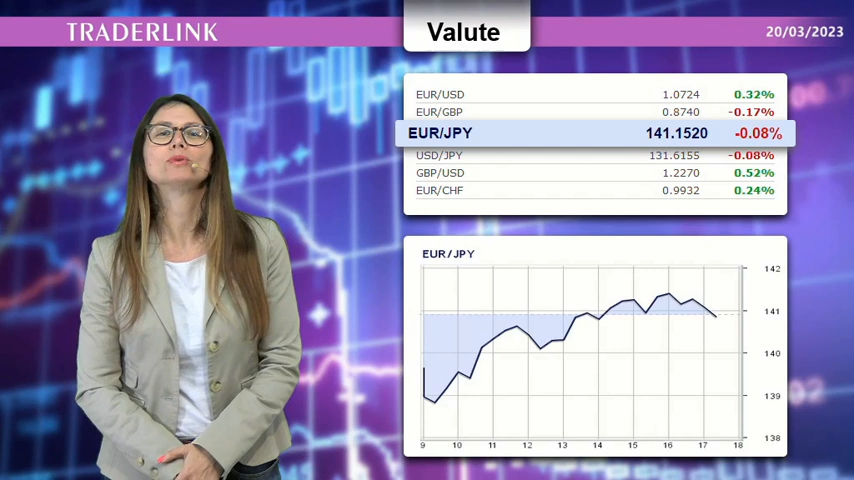 TRADERLINK
Valute
20/03/2023
EUR/USD 1.0724 0.32%
EUR/GBP 0.8740 -0.17%
EUR/JPY 141.1520 -0.08%
USD/JPY 131.6155 -0.08%
GBP/USD 1.2270 0.52%
EUR/CHF 0.9932 0.24%
EUR/JPY
142
141
140
139
138
9 10 11 12 13 14 15 16 17 18